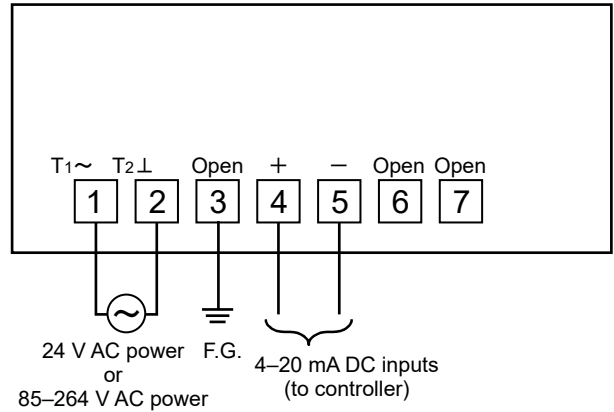 T1～ T2⊥ Open + － Open Open
1 2 3 4 5 6 7
24 V AC power
or
85–264 V AC power
F.G.
4–20 mA DC inputs
(to controller)